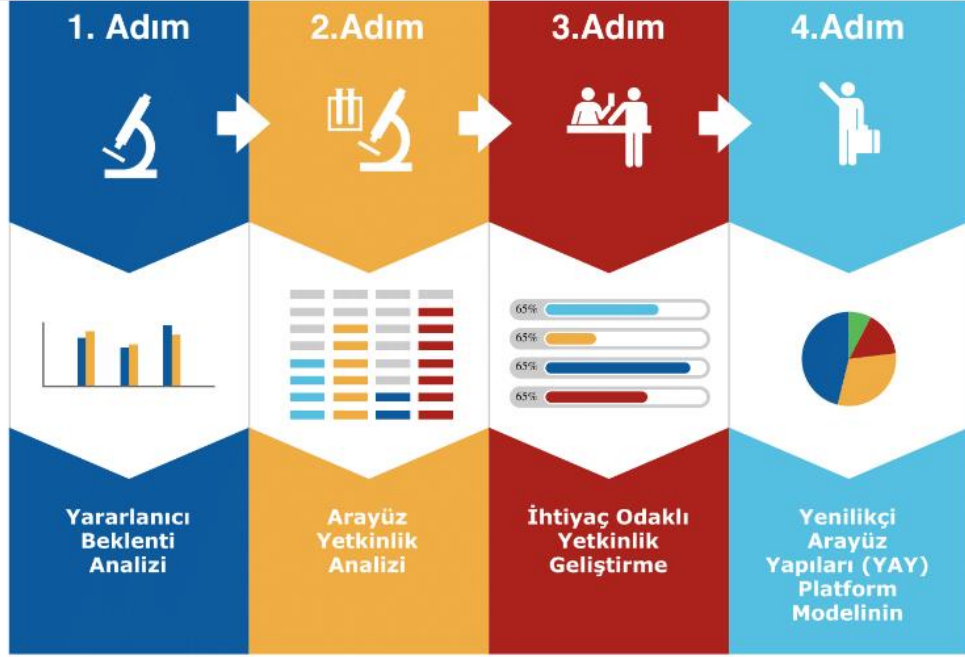 1. Adım
2.Adım
3.Adım
4.Adım
65%
65%
65%
65%
Yararlanıcı
Beklenti
Analizi
Arayüz
Yetkinlik
Analizi
İhtiyaç Odaklı
Yetkinlik
Geliştirme
Yenilikçi
Arayüz
Yapıları (YAY)
Platform
Modelinin